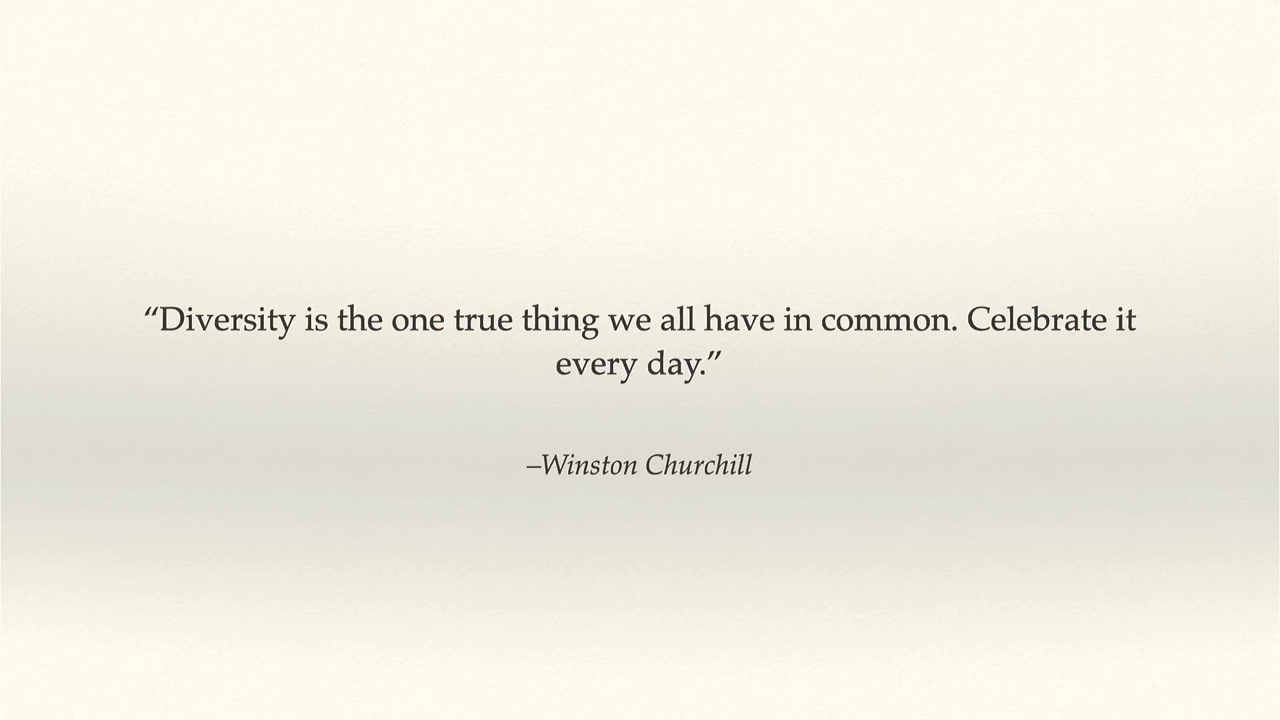 “Diversity is the one true thing we all have in common. Celebrate it
every day.”
–Winston Churchill